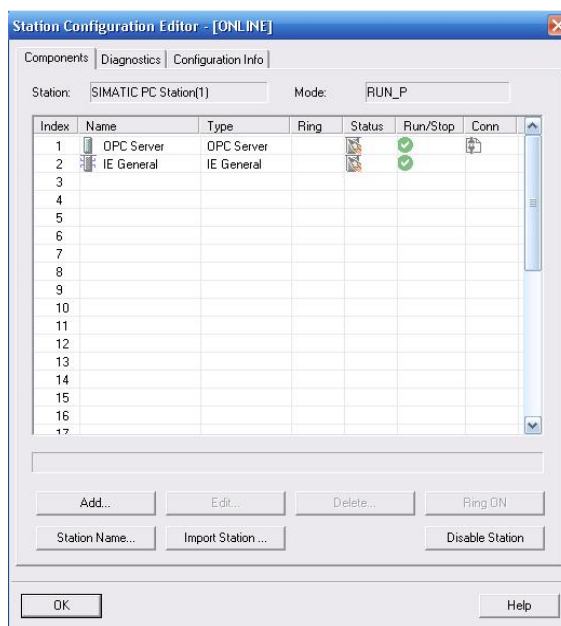 Station Configuration Editor - [ONLINE]
Components Diagnostics Configuration Info
Station: SIMATIC PC Station(1) Mode: RUN_P
Index Name Type Ring Status Run/Stop Conn
1 OPC Server OPC Server
2 IE General IE General
3
4
5
6
7
8
9
10
11
12
13
14
15
16
17
Add... Edit... Delete... Ring ON
Station Name... Import Station ... Disable Station
OK Help